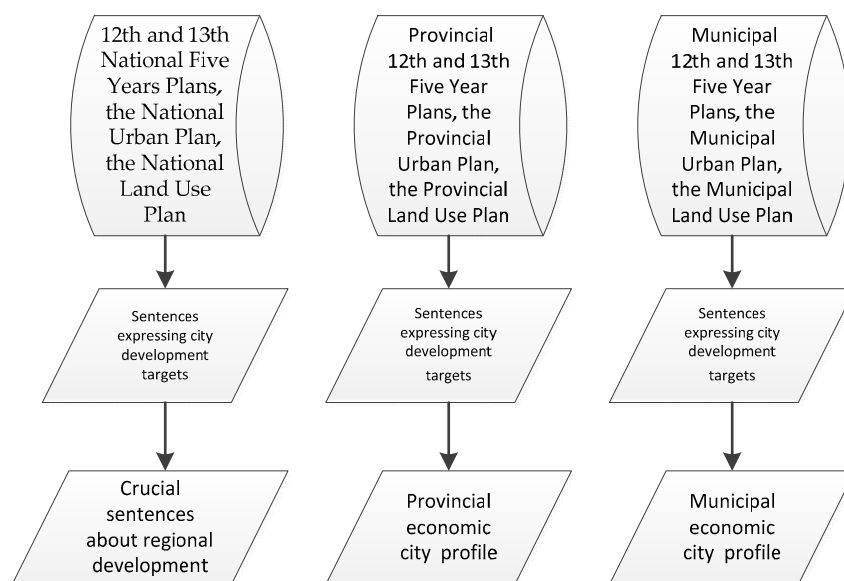 12th and 13th
National Five
Years Plans,
the National
Urban Plan,
the National
Land Use
Plan
Provincial
12th and 13th
Five Year
Plans, the
Provincial
Urban Plan,
the Provincial
Land Use Plan
Municipal
12th and 13th
Five Year
Plans, the
Municipal
Urban Plan,
the Municipal
Land Use Plan
Sentences
expressing city
development
targets
Sentences
expressing city
development
targets
Sentences
expressing city
development
targets
Crucial
sentences
about regional
development
Provincial
economic
city profile
Municipal
economic
city profile